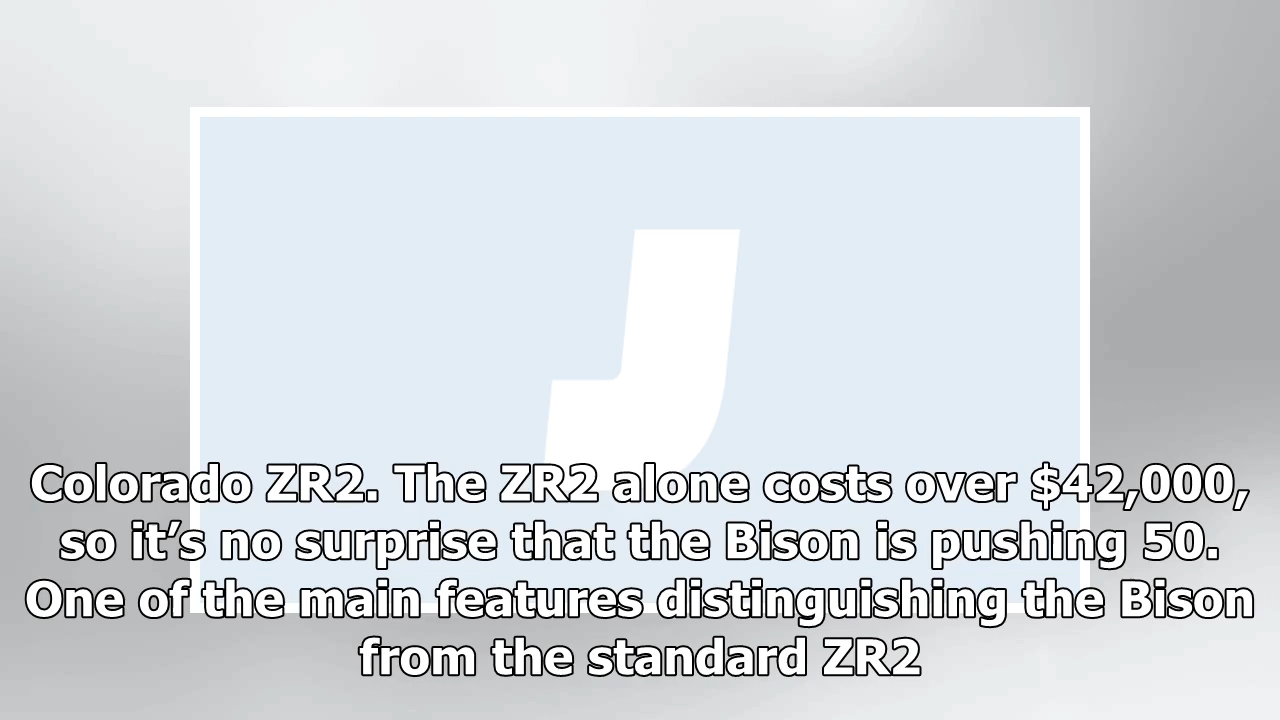 J
Colorado ZR2. The ZR2 alone costs over $42,000,
so it’s no surprise that the Bison is pushing 50.
One of the main features distinguishing the Bison
from the standard ZR2